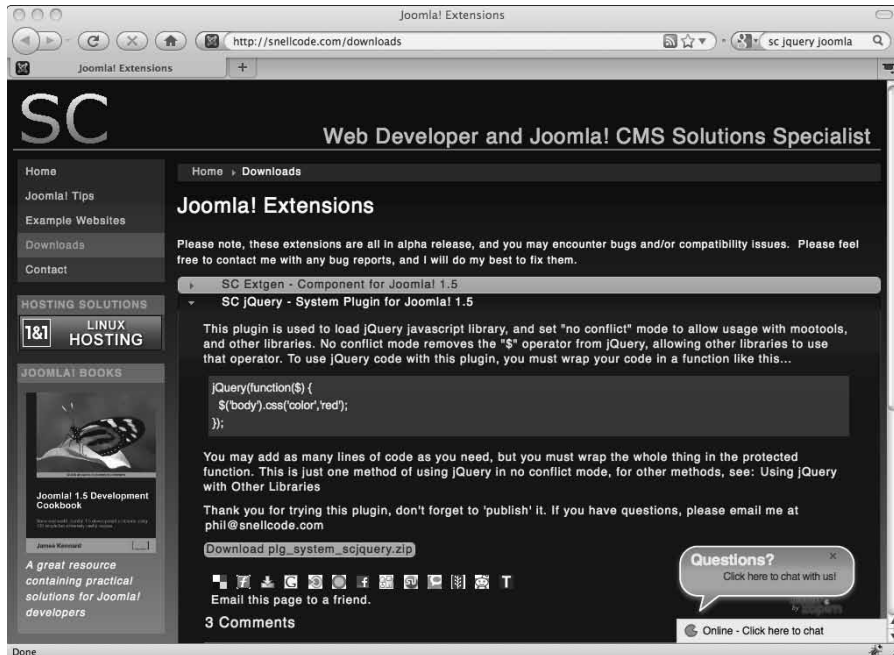 Joomla! Extensions
http://snellcode.com/downloads
sc jquery joomla
Joomla! Extensions
+
SC
Web Developer and Joomla! CMS Solutions Specialist
Home
Joomla! Tips
Example Websites
Downloads
Contact
HOSTING SOLUTIONS
1&1
LINUX
HOSTING
JOOMLA! BOOKS
Joomla! 1.5 Development
Cookbook
James Kennard
A great resource
containing practical
solutions for Joomla!
developers
Home Downloads
Joomla! Extensions
Please note, these extensions are all in alpha release, and you may encounter bugs and/or compatibility issues. Please feel
free to contact me with any bug reports, and I will do my best to fix them.
SC Extgen - Component for Joomla! 1.5
SC jQuery - System Plugin for Joomla! 1.5
This plugin is used to load jQuery javascript library, and set "no conflict" mode to allow usage with mootools,
and other libraries. No conflict mode removes the "$" operator from jQuery, allowing other libraries to use
that operator. To use jQuery code with this plugin, you must wrap your code in a function like this...
jQuery(function($) {
$('body').css('color','red');
});
You may add as many lines of code as you need, but you must wrap the whole thing in the protected
function. This is just one method of using jQuery in no conflict mode, for other methods, see: Using jQuery
with Other Libraries
Thank you for trying this plugin, don't forget to 'publish' it. If you have questions, please email me at
phil@snellcode.com
Download plg_system_scjquery.zip
Email this page to a friend.
3 Comments
Questions?
Click here to chat with us!
by
Online - Click here to chat
Done